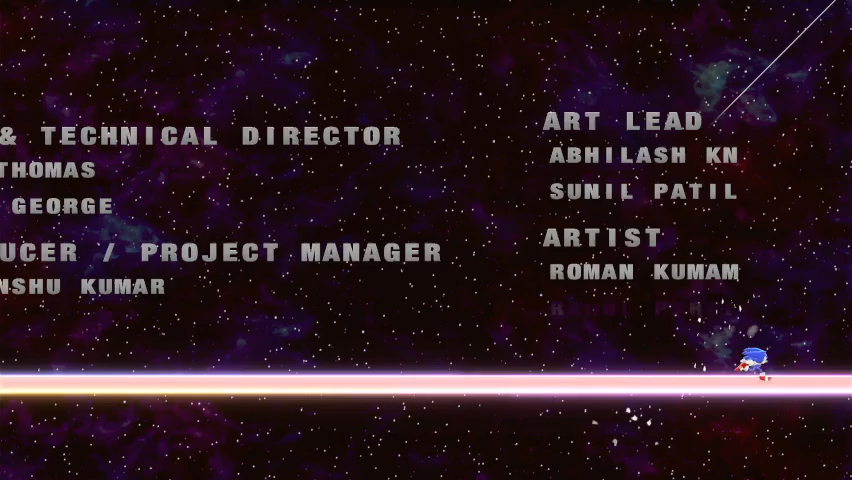 & TECHNICAL DIRECTOR
THOMAS
GEORGE
UCER / PROJECT MANAGER
NSHU KUMAR
ART LEAD
ABHILASH KN
SUNIL PATIL
ARTIST
ROMAN KUMAM